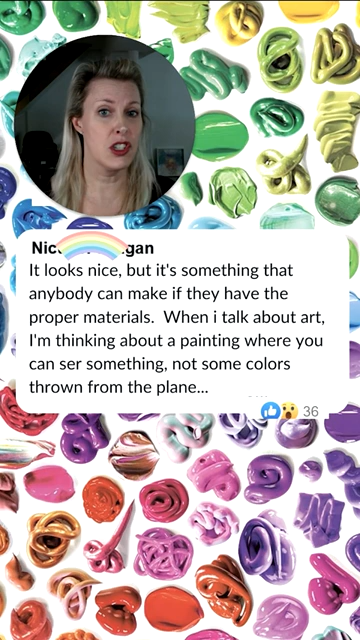 It looks nice, but it's something that
anybody can make if they have the
proper materials.  When i talk about art,
I'm thinking about a painting where you
can ser something, not some colors
thrown from the plane...
36